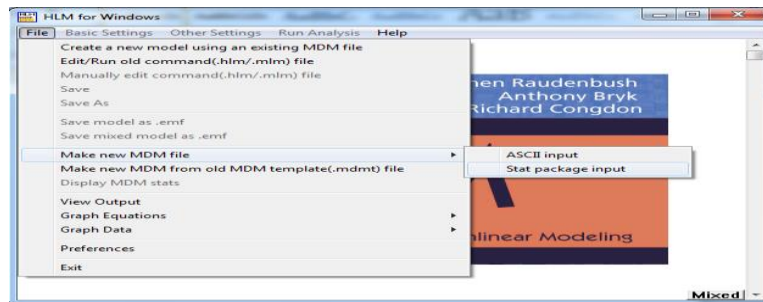 HLM for Windows
File Basic Settings Other Settings Run Analysis Help
Create a new model using an existing MDM file
Edit/Run old command(.hlm/.mlm) file
Manually edit command(.hlm/.mlm) file
Save
Save As
Save model as .emf
Save mixed model as .emf
Make new MDM file
ASCII input
Make new MDM from old MDM template(.mdmt) file
Stat package input
Display MDM stats
View Output
Graph Equations
Graph Data
Preferences
Exit
hen Raudenbush
Anthony Bryk
Richard Congdon
nlinear Modeling
Mixed